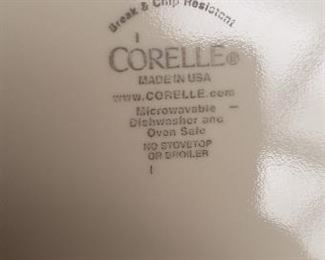 Break & Chip Resistant
CORELLE®
MADE IN USA
www.CORELLE.com
Microwavable
Dishwasher and
Oven Safe
NO STOVETOP
OR BROILER